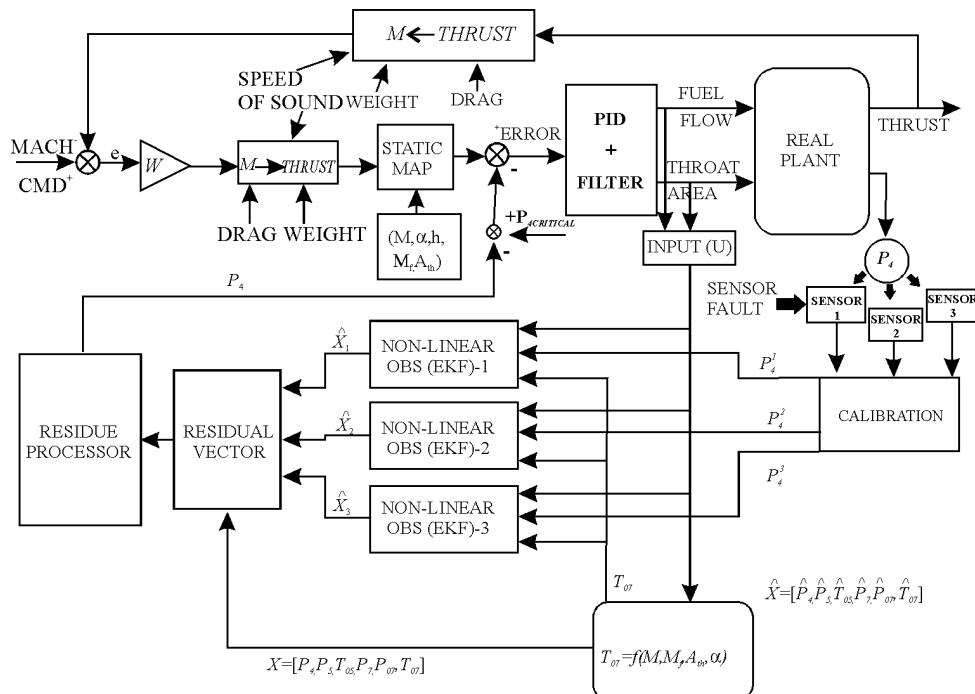 M ← THRUST
SPEED
OF SOUND
WEIGHT
DRAG
MACH⁻
CMD⁺
e
W
M → THRUST
DRAG WEIGHT
STATIC
MAP
(M, α, h,
M_f, A_th)
⁺ERROR
-
+P_4CRITICAL
-
PID
+
FILTER
FUEL
FLOW
THROAT
AREA
INPUT (U)
REAL
PLANT
THRUST
P_4
SENSOR
FAULT
SENSOR
1
SENSOR
2
SENSOR
3
CALIBRATION
P_4^1
P_4^2
P_4^3
P_4
NON-LINEAR
OBS (EKF)-1
NON-LINEAR
OBS (EKF)-2
NON-LINEAR
OBS (EKF)-3
X̂_1
X̂_2
X̂_3
RESIDUAL
VECTOR
RESIDUE
PROCESSOR
T_07
X̂=[P̂_4,P̂_5,T̂_05,P̂_7,P̂_07,T̂_07]
T_07=f(M,M_f,A_th,α)
X=[P_4,P_5,T_05,P_7,P_07,T_07]